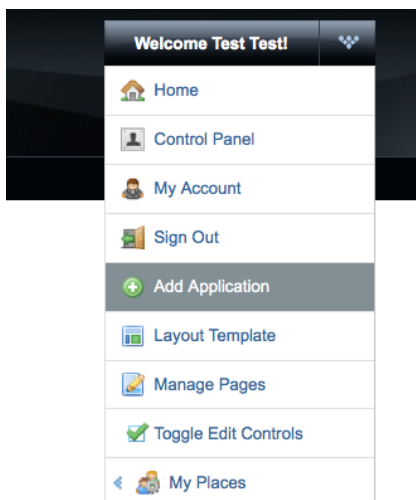 Welcome Test Test!
Home
Control Panel
My Account
Sign Out
Add Application
Layout Template
Manage Pages
Toggle Edit Controls
My Places